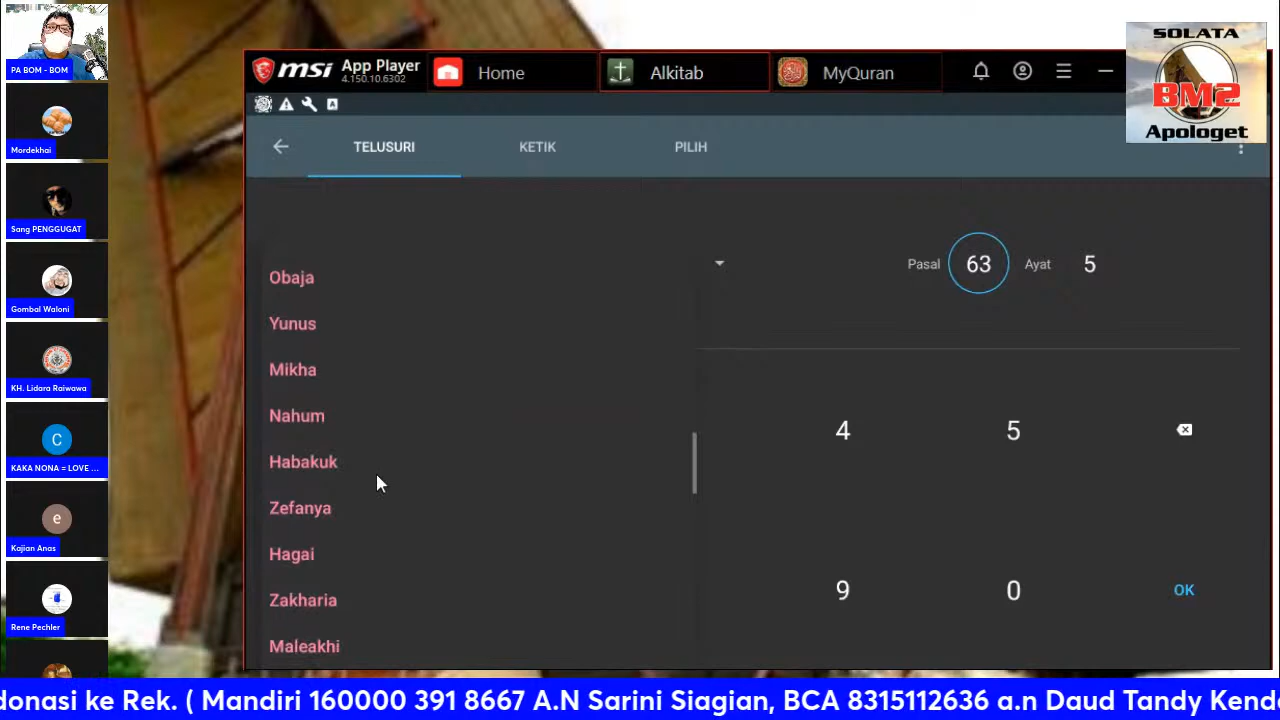 PA BOM - BOM
Mordekhai
Sang PENGGUGAT
Gombal Waloni
KH. Lidara Raiwawa
C
KAKA NONA = LOVE ...
e
Kajian Anas
Rene Pechler
msi App Player
4.150.10.6302
Home
Alkitab
MyQuran
SOLATA
BM2
Apologet
A
TELUSURI
KETIK
PILIH
Obaja
Yunus
Mikha
Nahum
Habakuk
Zefanya
Hagai
Zakharia
Maleakhi
Pasal 63 Ayat 5
4 5
9 0 OK
donasi ke Rek. ( Mandiri 160000 391 8667 A.N Sarini Siagian, BCA 8315112636 a.n Daud Tandy Kend